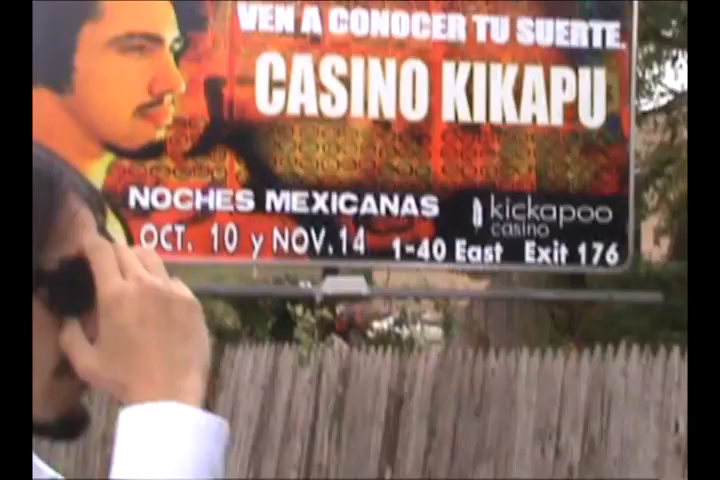 VEN A CONOCER TU SUERTE.
CASINO KIKAPU
NOCHES MEXICANAS
kickapoo
casino
OCT. 10 y NOV. 14
1-40 East Exit 176